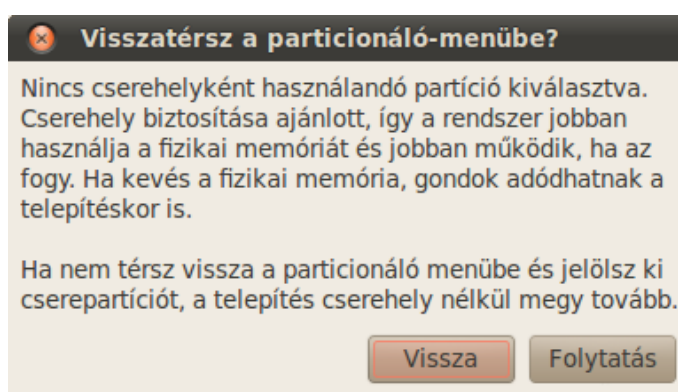 Visszatérsz a particionáló-menübe?
Nincs cserehelyként használandó partíció kiválasztva.
Cserehely biztosítása ajánlott, így a rendszer jobban
használja a fizikai memóriát és jobban működik, ha az
fogy. Ha kevés a fizikai memória, gondok adódhatnak a
telepítéskor is.
Ha nem térsz vissza a particionáló menübe és jelölsz ki
cserepartíciót, a telepítés cserehely nélkül megy tovább.
Vissza
Folytatás